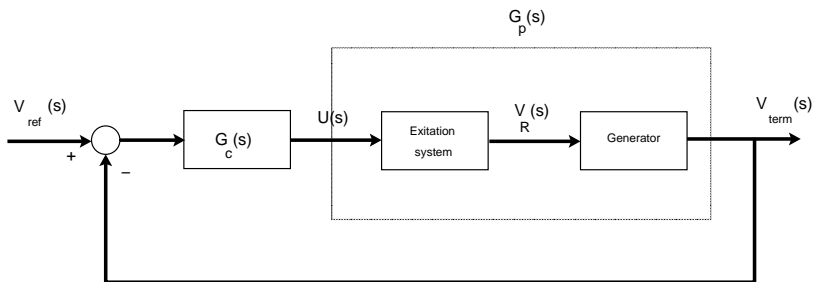 G p (s)
V ref (s)
+
−
G c (s)
U(s)
Exitation
system
V R (s)
Generator
V term (s)